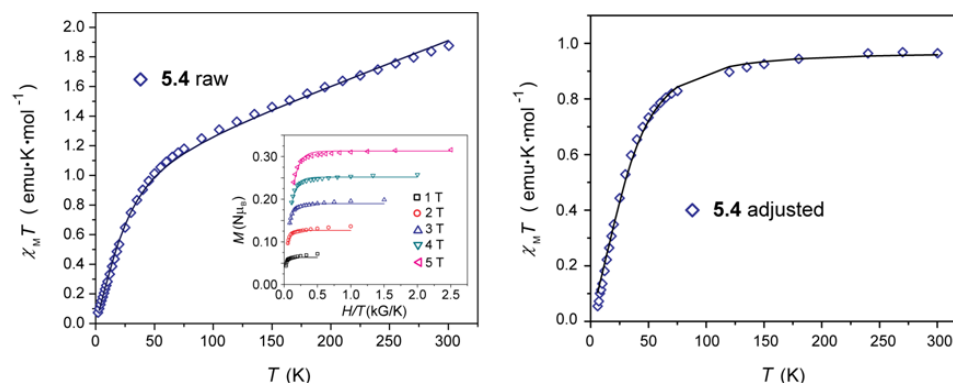 2.0
1.8
1.6
1.4
1.2
1.0
0.8
0.6
0.4
0.2
0.0
χMT ( emu·K·mol⁻¹)
5.4 raw
0.30
0.20
0.10
0.00
M (NμB)
1 T
2 T
3 T
4 T
5 T
0.0 0.5 1.0 1.5 2.0 2.5
H/T(kG/K)
0 50 100 150 200 250 300
T (K)
1.0
0.8
0.6
0.4
0.2
0.0
χMT ( emu·K·mol⁻¹)
5.4 adjusted
0 50 100 150 200 250 300
T (K)